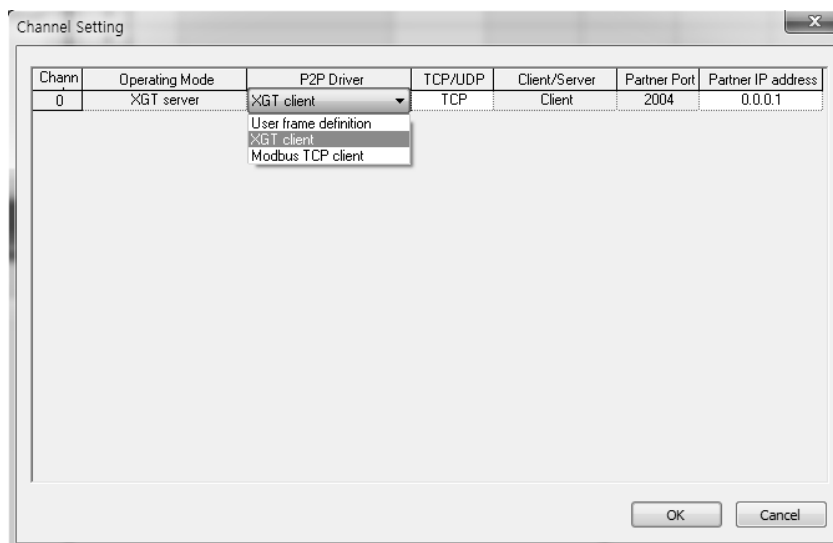 Channel Setting
x
Chann Operating Mode P2P Driver TCP/UDP Client/Server Partner Port Partner IP address
0 XGT server XGT client TCP Client 2004 0.0.0.1
User frame definition
XGT client
Modbus TCP client
OK Cancel